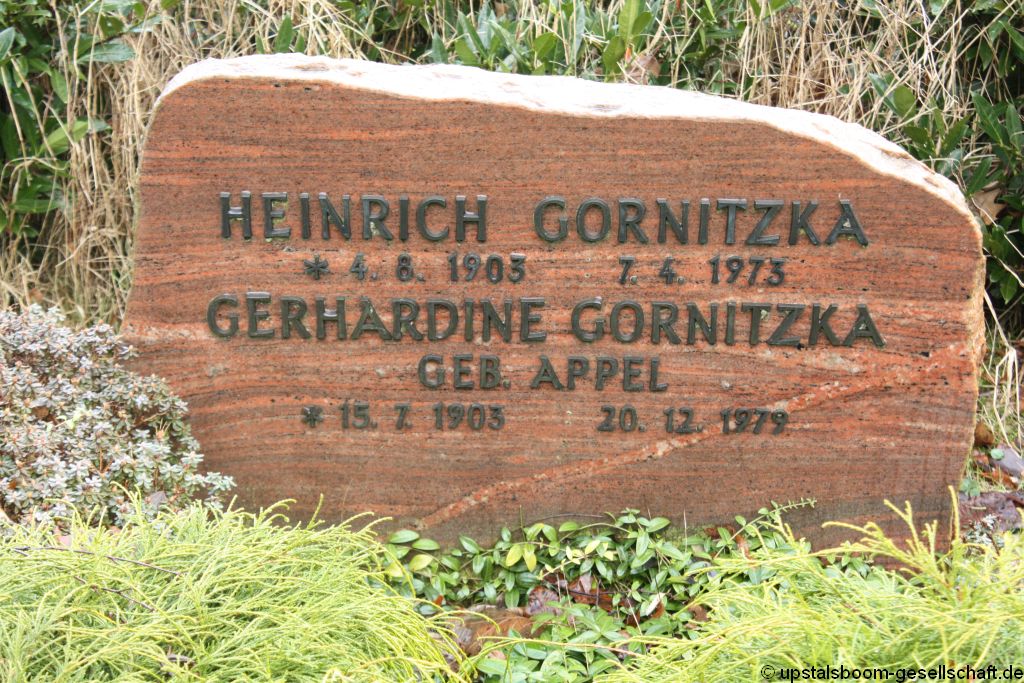 HEINRICH GORNITZKA
* 4. 8. 1903 7. 4. 1973
GERHARDINE GORNITZKA
GEB. APPEL
* 15. 7. 1903 20. 12. 1979
© upstalsboom-gesellschaft.de